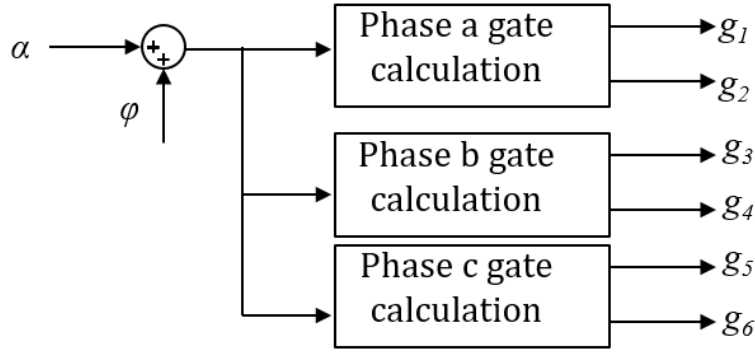 Phase a gate
calculation
α
+
+
φ
g1
g2
Phase b gate
calculation
g3
g4
Phase c gate
calculation
g5
g6